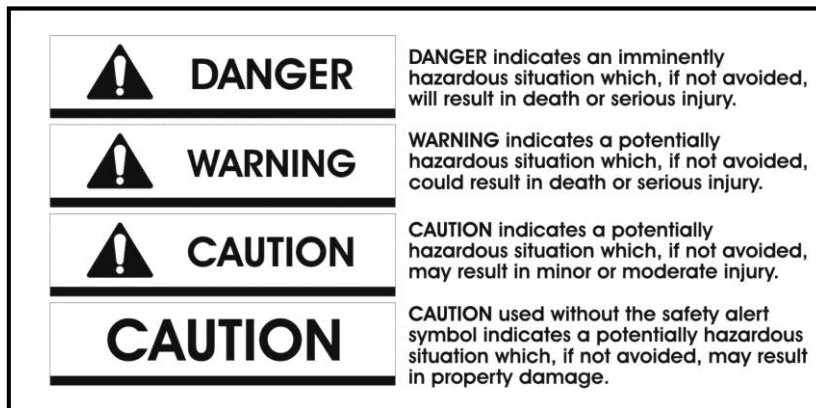 DANGER
DANGER indicates an imminently
hazardous situation which, if not avoided,
will result in death or serious injury.
WARNING
WARNING indicates a potentially
hazardous situation which, if not avoided,
could result in death or serious injury.
CAUTION
CAUTION indicates a potentially
hazardous situation which, if not avoided,
may result in minor or moderate injury.
CAUTION
CAUTION used without the safety alert
symbol indicates a potentially hazardous
situation which, if not avoided, may result
in property damage.